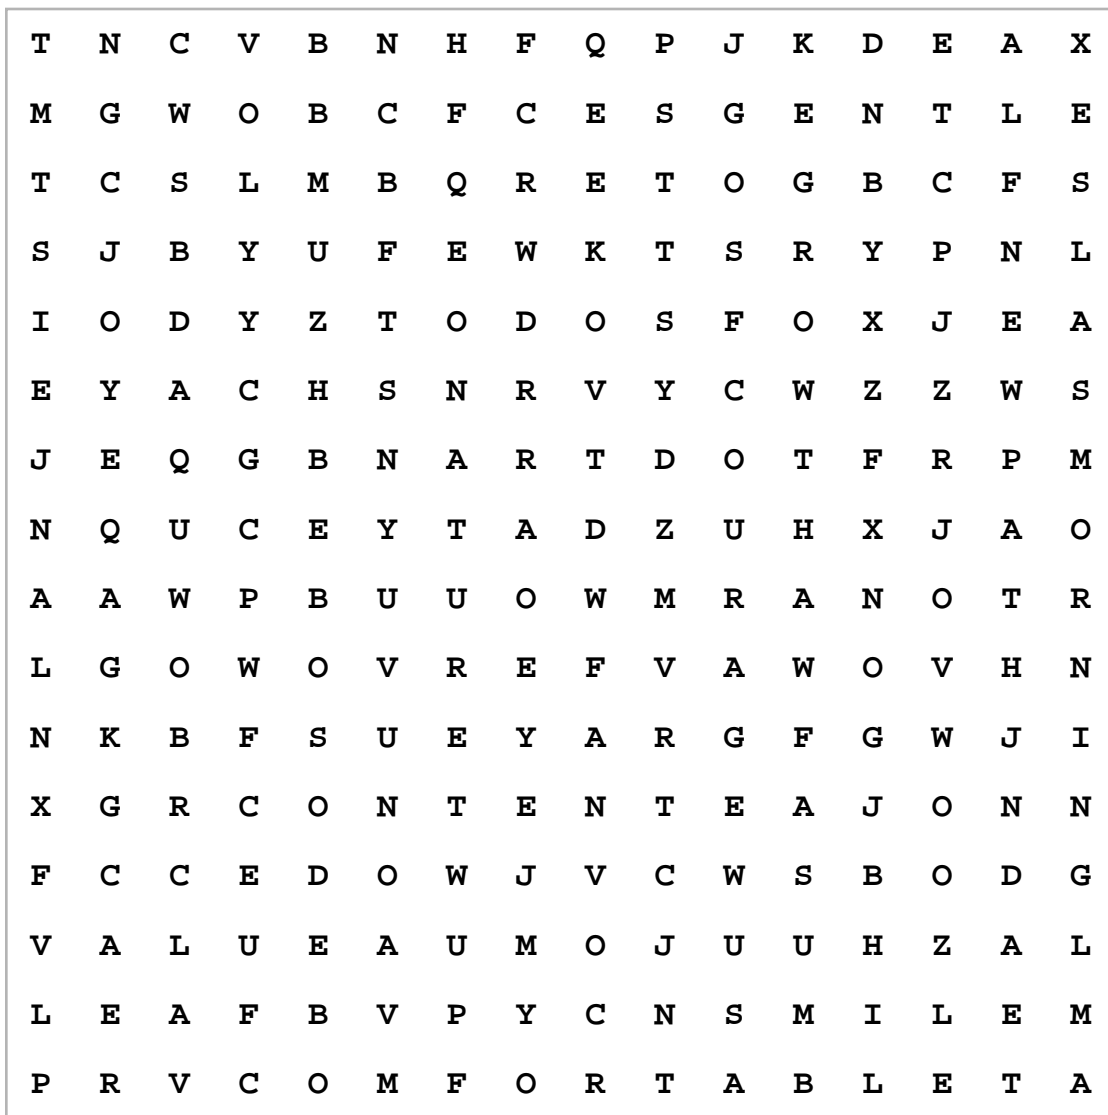 T N C V B N H F Q P J K D E A X
M G W O B C F C E S G E N T L E
T C S L M B Q R E T O G B C F S
S J B Y U F E W K T S R Y P N L
I O D Y Z T O D O S F O X J E A
E Y A C H S N R V Y C W Z Z W S
J E Q G B N A R T D O T F R P M
N Q U C E Y T A D Z U H X J A O
A A W P B U U O W M R A N O T R
L G O W O V R E F V A W O V H N
N K B F S U E Y A R G F G W J I
X G R C O N T E N T E A J O N N
F C C E D O W J V C W S B O D G
V A L U E A U M O J U U H Z A L
L E A F B V P Y C N S M I L E M
P R V C O M F O R T A B L E T A